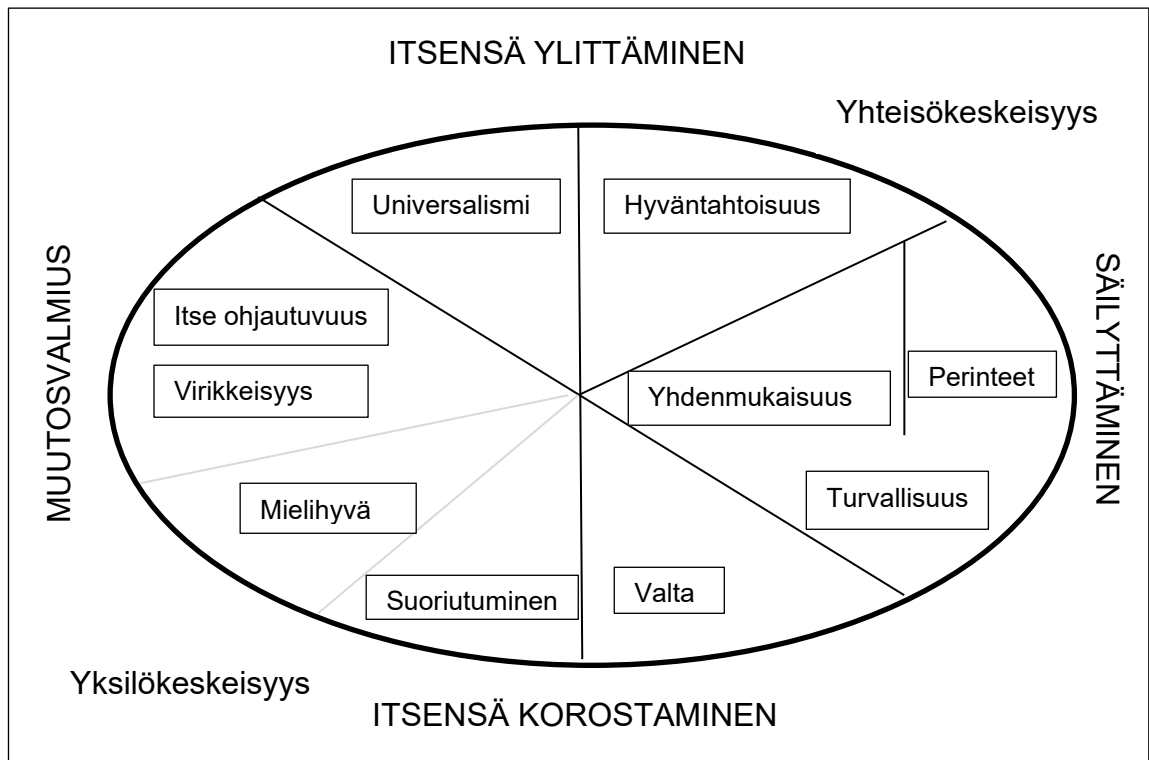 ITSENSÄ YLITTÄMINEN
Yhteisökeskeisyys
Universalismi
Hyväntahtoisuus
MUUTOSVALMIUS
SÄILYTTÄMINEN
Itse ohjautuvuus
Virikkeisyys
Yhdenmukaisuus
Perinteet
Mielihyvä
Turvallisuus
Suoriutuminen
Valta
Yksilökeskeisyys
ITSENSÄ KOROSTAMINEN